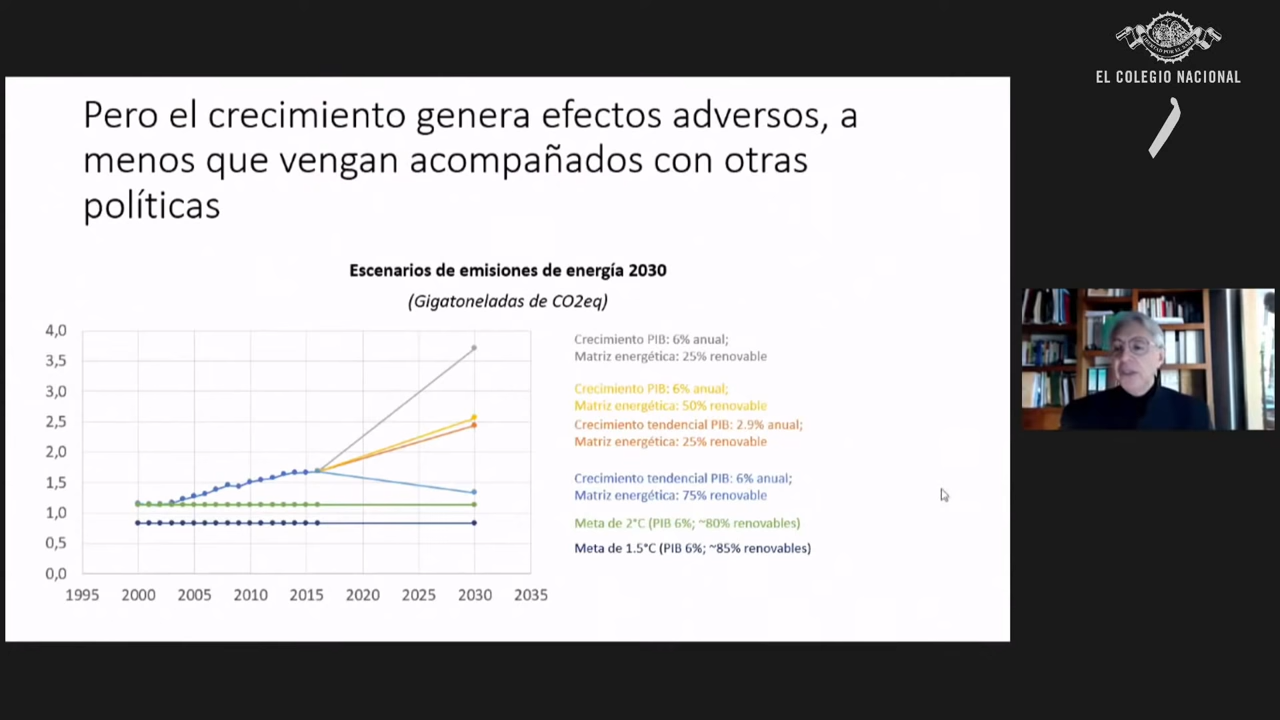 EL COLEGIO NACIONAL
Pero el crecimiento genera efectos adversos, a
menos que vengan acompañados con otras
políticas
Escenarios de emisiones de energía 2030
(Gigatoneladas de CO2eq)
4,0
3,5
3,0
2,5
2,0
1,5
1,0
0,5
0,0
1995 2000 2005 2010 2015 2020 2025 2030 2035
Crecimiento PIB: 6% anual;
Matriz energética: 25% renovable
Crecimiento PIB: 6% anual;
Matriz energética: 50% renovable
Crecimiento tendencial PIB: 2.9% anual;
Matriz energética: 25% renovable
Crecimiento tendencial PIB: 6% anual;
Matriz energética: 75% renovable
Meta de 2°C (PIB 6%; ~80% renovables)
Meta de 1.5°C (PIB 6%; ~85% renovables)